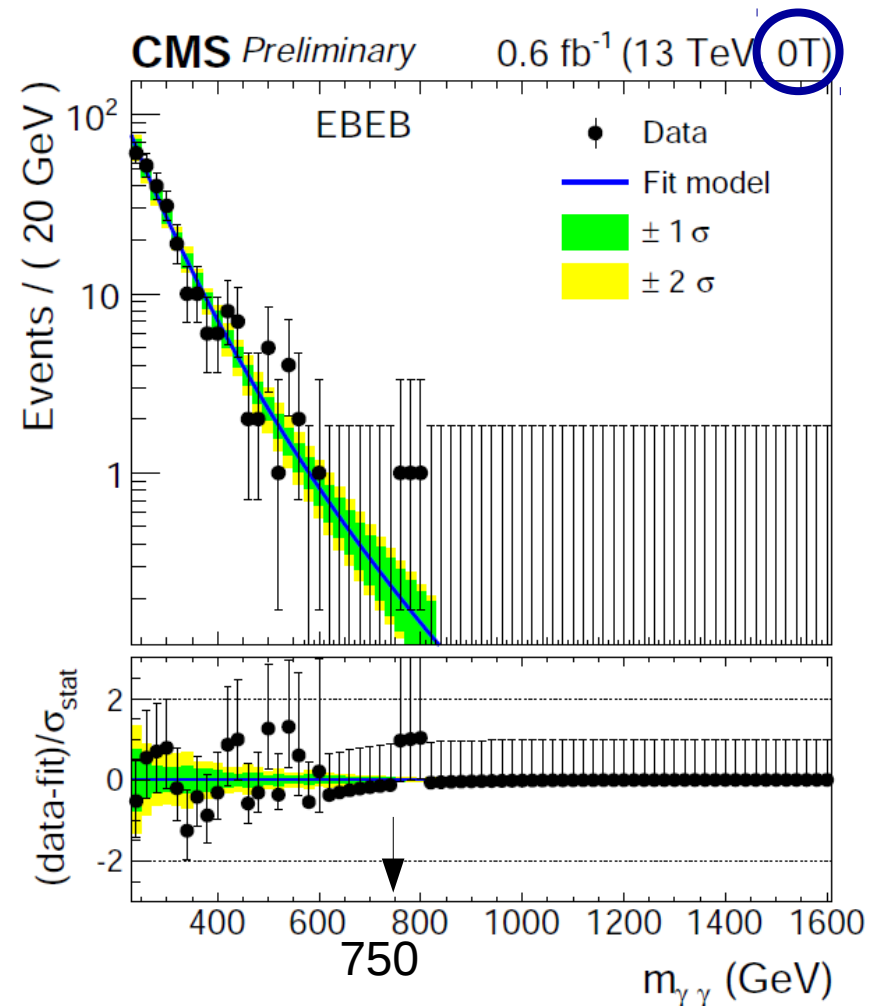 CMS Preliminary 0.6 fb⁻¹ (13 TeV 0T)
EBEB
Data
Fit model
± 1 σ
± 2 σ
Events / ( 20 GeV )
10²
10
1
(data-fit)/σstat
2
0
-2
400 600 800 1000 1200 1400 1600
750
mγγ (GeV)